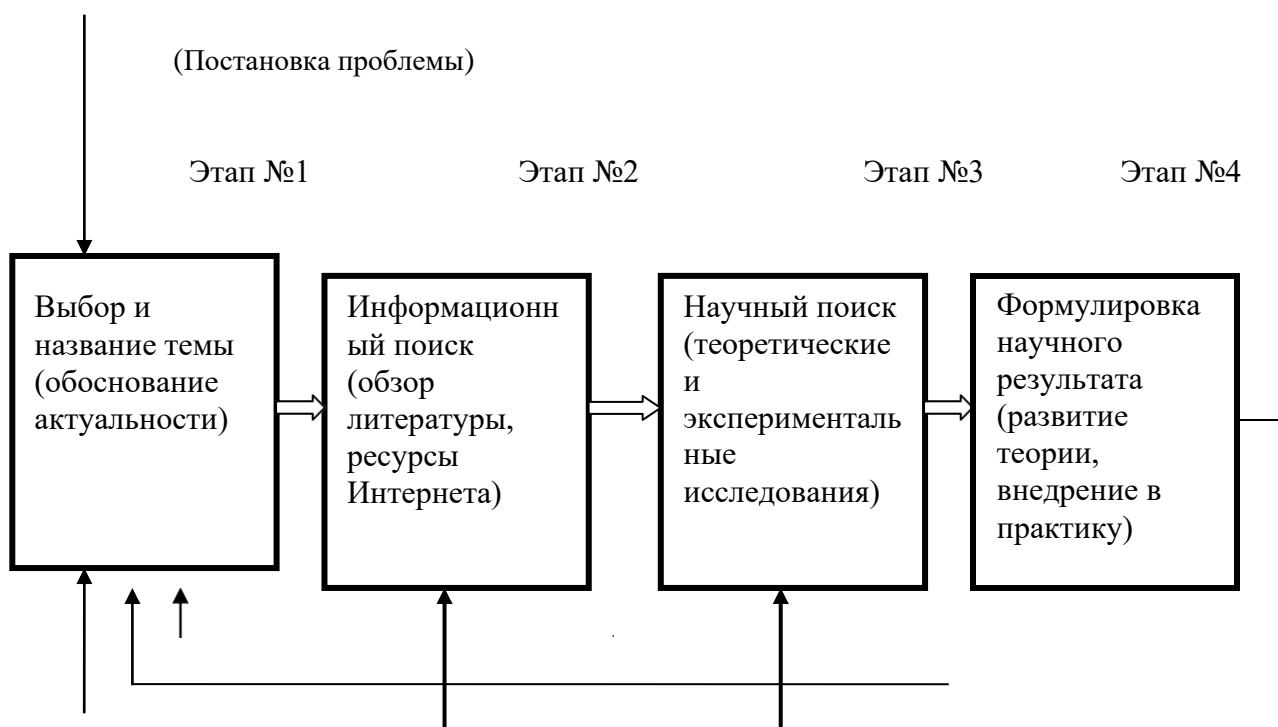 (Постановка проблемы)
Этап №1
Этап №2
Этап №3
Этап №4
Выбор и
название темы
(обоснование
актуальности)
Информационн
ый поиск
(обзор
литературы,
ресурсы
Интернета)
Научный поиск
(теоретические
и
эксперименталь
ные
исследования)
Формулировка
научного
результата
(развитие
теории,
внедрение в
практику)